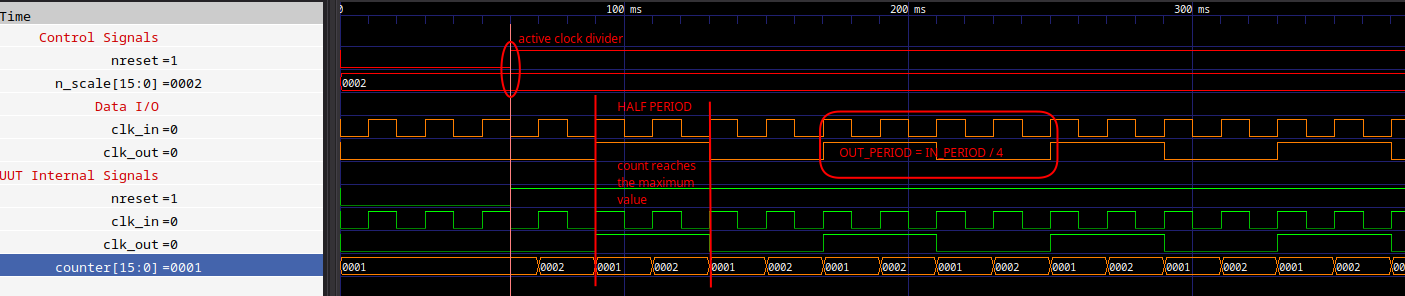 Time
0
100 ms
200 ms
300 ms
Control Signals
active clock divider
nreset =1
n_scale[15:0] =0002
0002
Data I/O
HALF PERIOD
clk_in =0
clk_out =0
OUT_PERIOD = IN_PERIOD / 4
UUT Internal Signals
count reaches
the maximum
value
nreset =1
clk_in =0
clk_out =0
counter[15:0] =0001
0001 0002 0001 0002 0001 0002 0001 0002 0001 0002 0001 0002 0001 0002 0001 0002 00